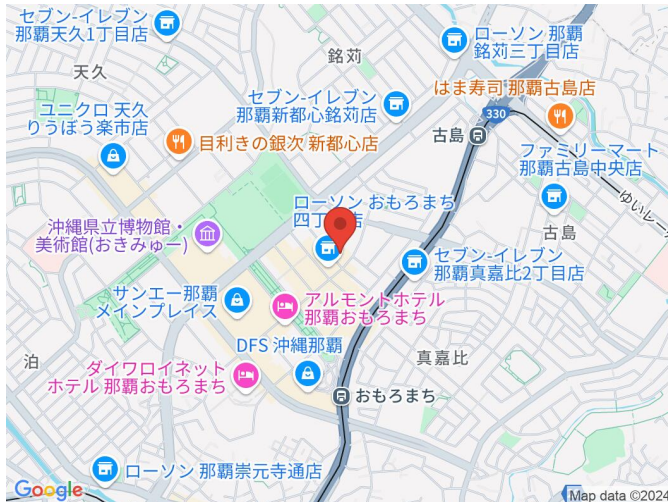 セブン-イレブン
那覇天久1丁目店
天久
銘苅
ローソン 那覇
銘苅三丁目店
セブン-イレブン
那覇新都心銘苅店
はま寿司 那覇古島店
330
古島
ユニクロ 天久
りうぼう楽市店
目利きの銀次 新都心店
ファミリーマート
那覇古島中央店
ゆいレール
古島
沖縄県立博物館・
美術館(おきみゅー)
ローソン おもろまち
四丁目店
セブン-イレブン
那覇真嘉比2丁目店
サンエー那覇
メインプレイス
アルモントホテル
那覇おもろまち
DFS 沖縄那覇
泊
ダイワロイネット
ホテル 那覇おもろまち
真嘉比
おもろまち
ローソン 那覇崇元寺通店
Google
Map data ©2024